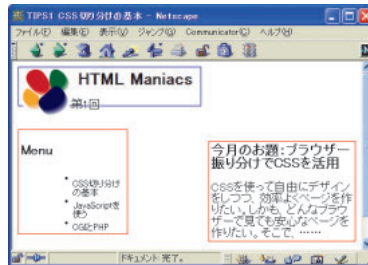 TIPS1 CSS切り分けの基本 - Netscape
ファイル(F) 編集(E) 表示(V) ジャンプ(G) Communicator(C) ヘルプ(H)
HTML Maniacs
第1回
Menu
CSS切り分け
の基本
JavaScriptを
使う
CGIとPHP
今月のお題:ブラウザー
振り分けでCSSを活用
CSSを使って自由にデザイン
をしつつ、効率よくページを作
りたい。しかも、どんなブラウ
ザーで見ても安心なページを
作りたい。そこで、……
ドキュメント:完了。